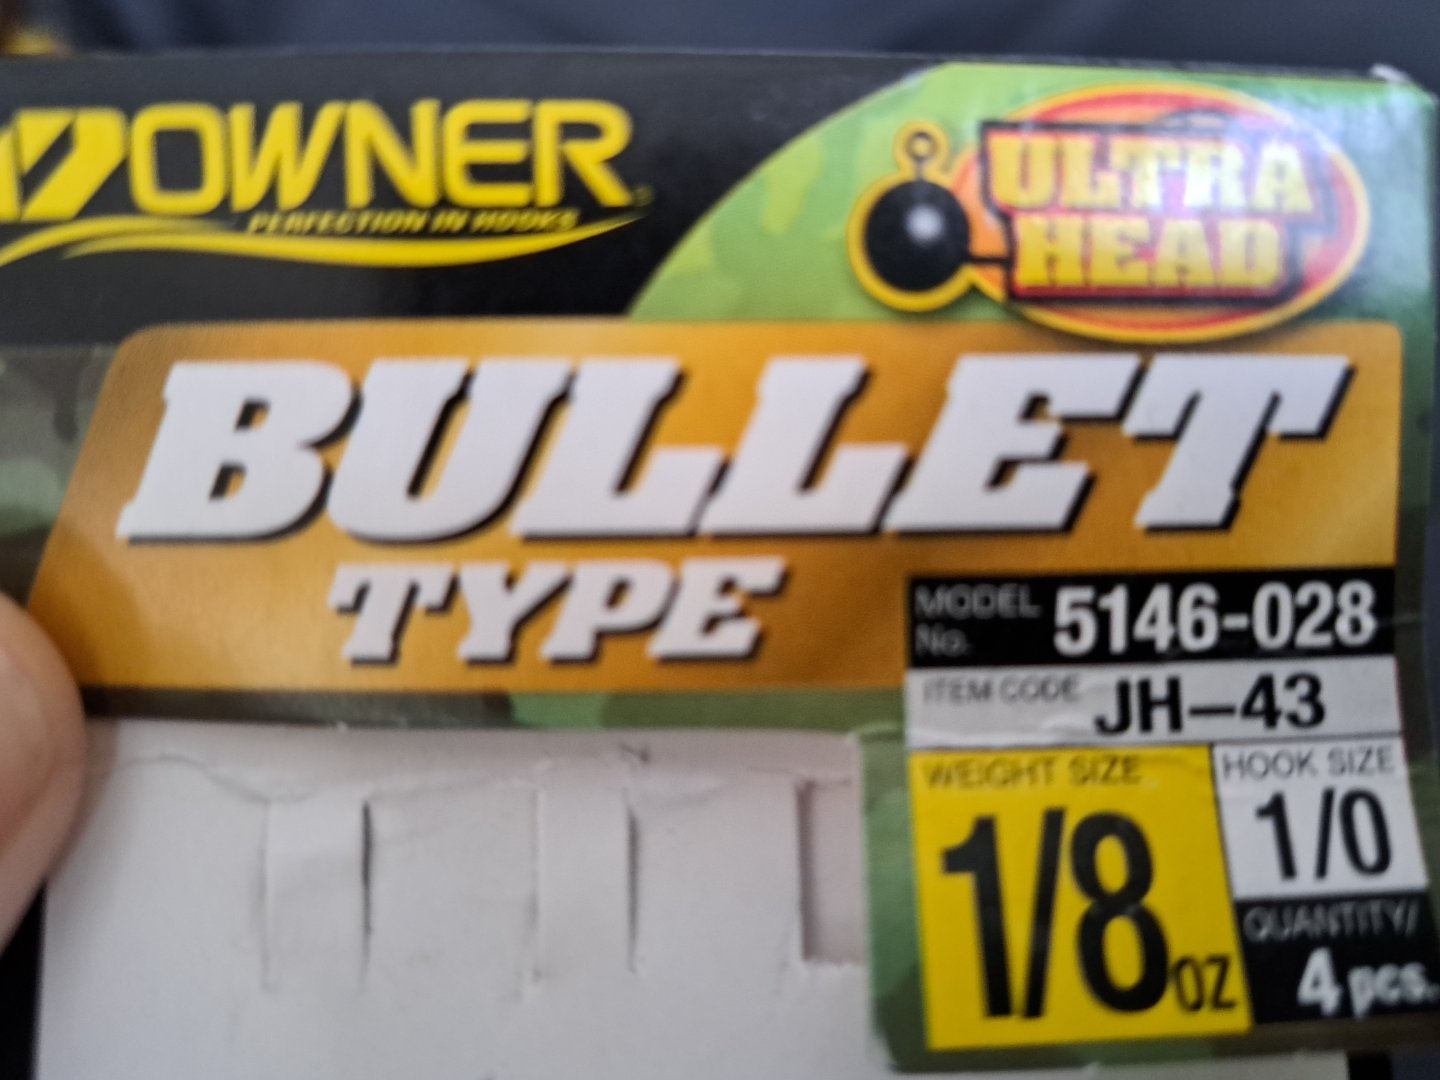 OWNER
PERFECTION IN HOOKS
ULTRA
HEAD
BULLET
TYPE
MODEL No. 5146-028
ITEM CODE JH-43
WEIGHT SIZE
1/8 oz
HOOK SIZE
1/0
QUANTITY/
4 pcs.